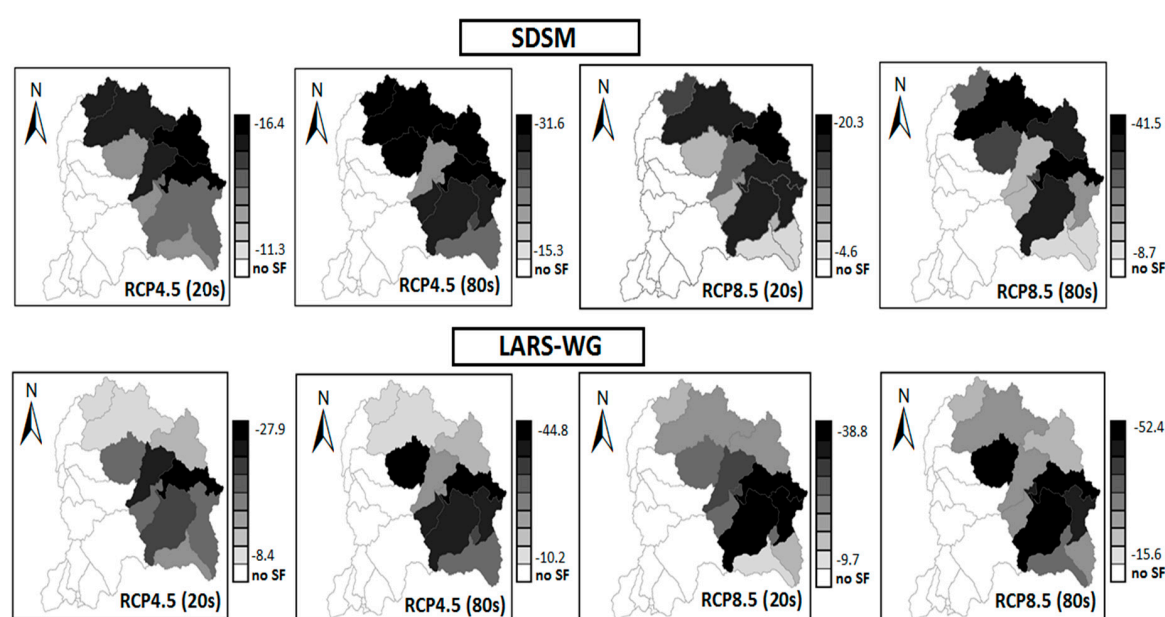 SDSM
N
-16.4
-11.3
no SF
RCP4.5 (20s)
N
-31.6
-15.3
no SF
RCP4.5 (80s)
N
-20.3
-4.6
no SF
RCP8.5 (20s)
N
-41.5
-8.7
no SF
RCP8.5 (80s)
LARS-WG
N
-27.9
-8.4
no SF
RCP4.5 (20s)
N
-44.8
-10.2
no SF
RCP4.5 (80s)
N
-38.8
-9.7
no SF
RCP8.5 (20s)
N
-52.4
-15.6
no SF
RCP8.5 (80s)